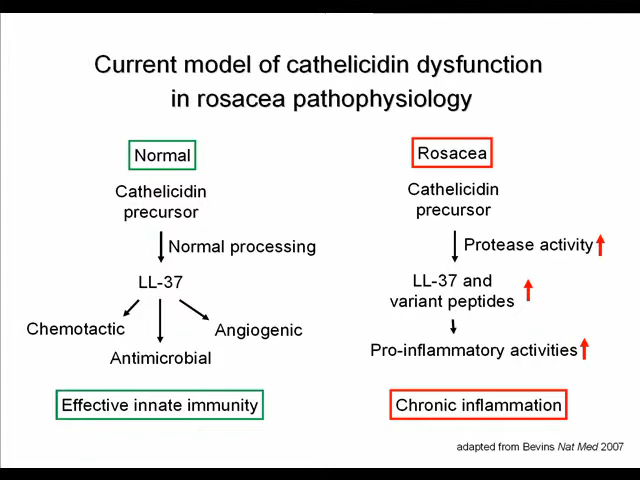 Current model of cathelicidin dysfunction
in rosacea pathophysiology
Normal
Cathelicidin
precursor
Normal processing
LL-37
Chemotactic
Angiogenic
Antimicrobial
Effective innate immunity
Rosacea
Cathelicidin
precursor
Protease activity
LL-37 and
variant peptides
Pro-inflammatory activities
Chronic inflammation
adapted from Bevins Nat Med 2007